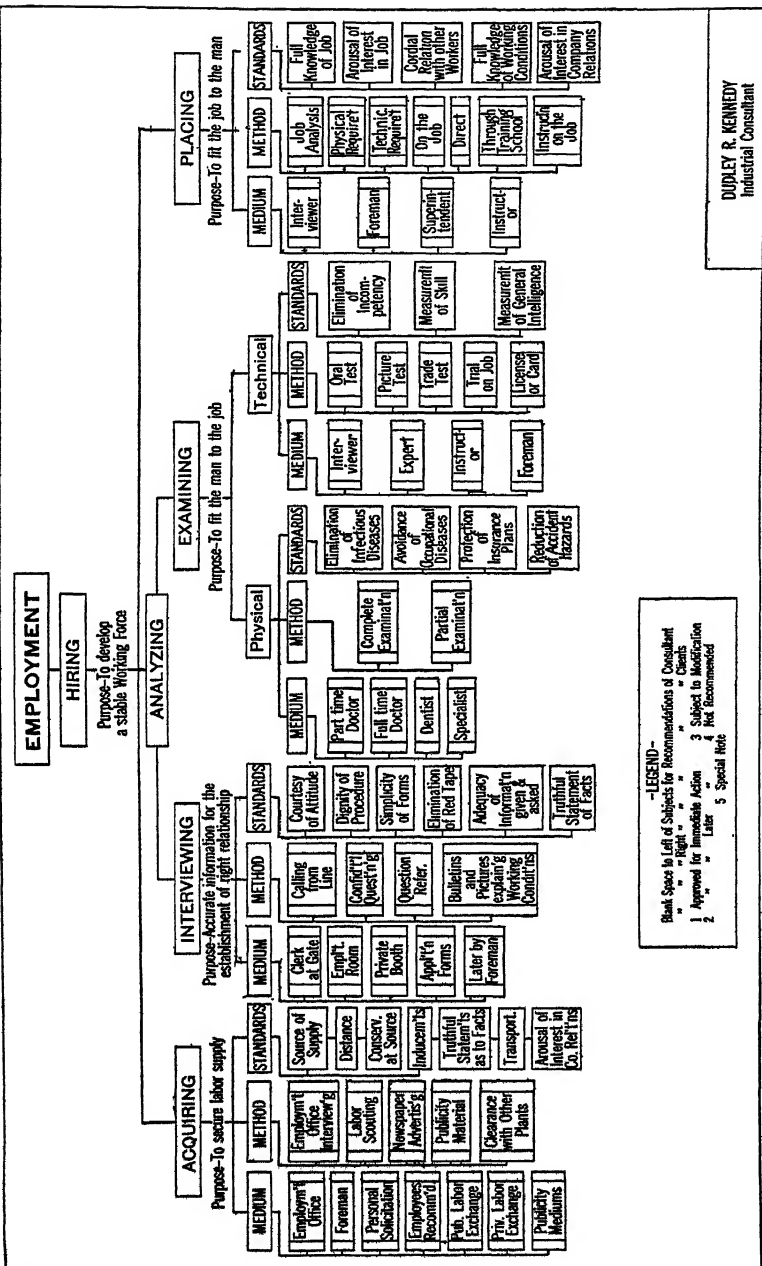 EMPLOYMENT
HIRING
Purpose-To develop
a stable Working Force
ACQUIRING
Purpose-To secure labor supply
MEDIUM
Employm't
Office
Foreman
Personal
Solicitation
Employees
Recomm'd
Pub. Labor
Exchange
Priv. Labor
Exchange
Publicity
Mediums
METHOD
Employm't
Office
Interview'g
Labor
Scouting
Newspaper
Advertis'g
Publicity
Material
Clearance
with Other
Plants
STANDARDS
Source of
Supply
Distance
Conserv.
at Source
Inducem'ts
Truthful
Statem'ts
as to Facts
Transport.
Arousal of
Interest in
Co. Rel't'ns
ANALYZING
INTERVIEWING
Purpose-Accurate information for the
establishment of right relationship
MEDIUM
Clerk
at Gate
Empl't.
Room
Private
Booth
Appl't'n
Forms
Later by
Foreman
METHOD
Calling
from
Line
Confid't'l
Quest'n'g
Question
Refer.
Bulletins
and
Pictures
explain'g
Working
Condit'ns
STANDARDS
Courtesy
of Attitude
Dignity of
Procedure
Simplicity
of Forms
Elimination
of Red Tape
Adequacy
of
Informat'n
given &
asked
Truthful
Statement
of Facts
EXAMINING
Purpose-To fit the man to the job
Physical
MEDIUM
Part time
Doctor
Full time
Doctor
Dentist
Specialist
METHOD
Complete
Examinat'n
Partial
Examinat'n
STANDARDS
Elimination
of
Infectious
Diseases
Avoidance
of
Occupational
Diseases
Protection
of
Insurance
Plans
Reduction
of Accident
Hazards
Technical
MEDIUM
Inter-
viewer
Expert
Instruct-
or
Foreman
METHOD
Oral
Test
Picture
Test
Trade
Test
Trial
on Job
License
or Card
STANDARDS
Elimination
of
Incom-
petency
Measurem't
of Skill
Measurem't
of General
Intelligence
PLACING
Purpose-To fit the job to the man
MEDIUM
Inter-
viewer
Foreman
Superin-
tendent
Instruct-
or
METHOD
Job
Analysis
Physical
Requiret
Technic.
Requiret
On the
Job
Direct
Through
Training
School
Instruct'n
on the
Job
STANDARDS
Full
Knowledge
of Job
Arousal of
Interest
in Job
Cordial
Relation
with other
Workers
Full
Knowledge
of Working
Conditions
Arousal of
Interest in
Company
Relations
-LEGEND-
Blank Space to Left of Subjects for Recommendations of Consultant
" " " Right " " " " Clients
1 Approved for Immediate Action 3 Subject to Modification
2 " " Later " 4 Not Recommended
5 Special Note
DUDLEY R. KENNEDY
Industrial Consultant